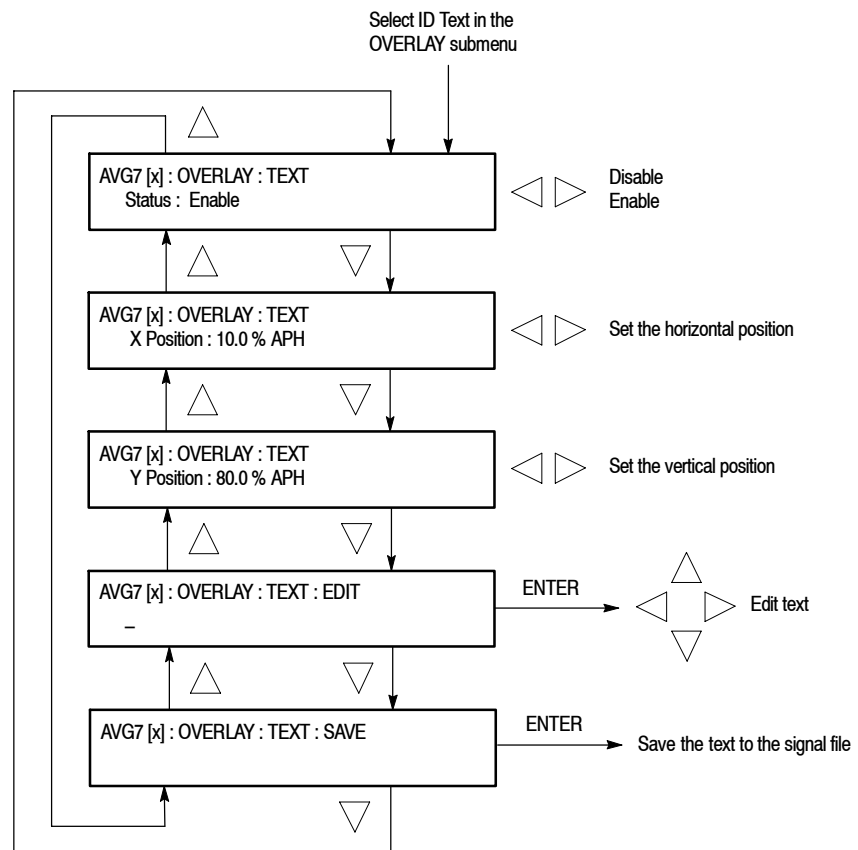 Select ID Text in the
OVERLAY submenu
AVG7 [x] : OVERLAY : TEXT
Status : Enable
Disable
Enable
AVG7 [x] : OVERLAY : TEXT
X Position : 10.0 % APH
Set the horizontal position
AVG7 [x] : OVERLAY : TEXT
Y Position : 80.0 % APH
Set the vertical position
AVG7 [x] : OVERLAY : TEXT : EDIT
_
ENTER
Edit text
AVG7 [x] : OVERLAY : TEXT : SAVE
ENTER
Save the text to the signal file